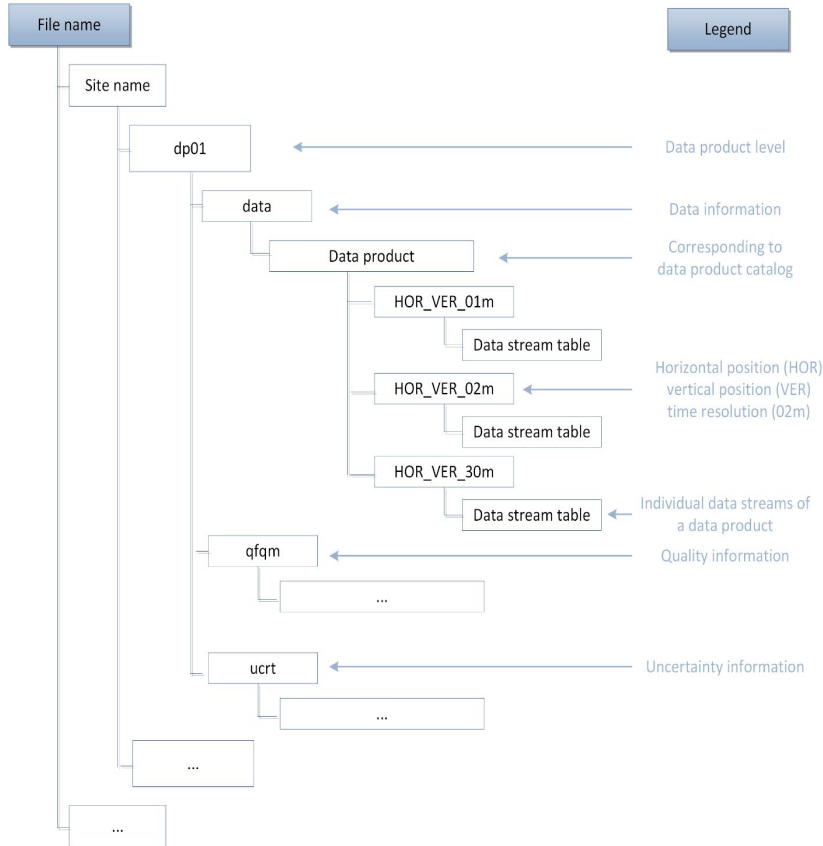 File name
Legend
Site name
dp01
Data product level
data
Data information
Data product
Corresponding to
data product catalog
HOR_VER_01m
Data stream table
HOR_VER_02m
Horizontal position (HOR)
vertical position (VER)
time resolution (02m)
Data stream table
HOR_VER_30m
Data stream table
Individual data streams of
a data product
qfqm
Quality information
...
ucrt
Uncertainty information
...
...
...